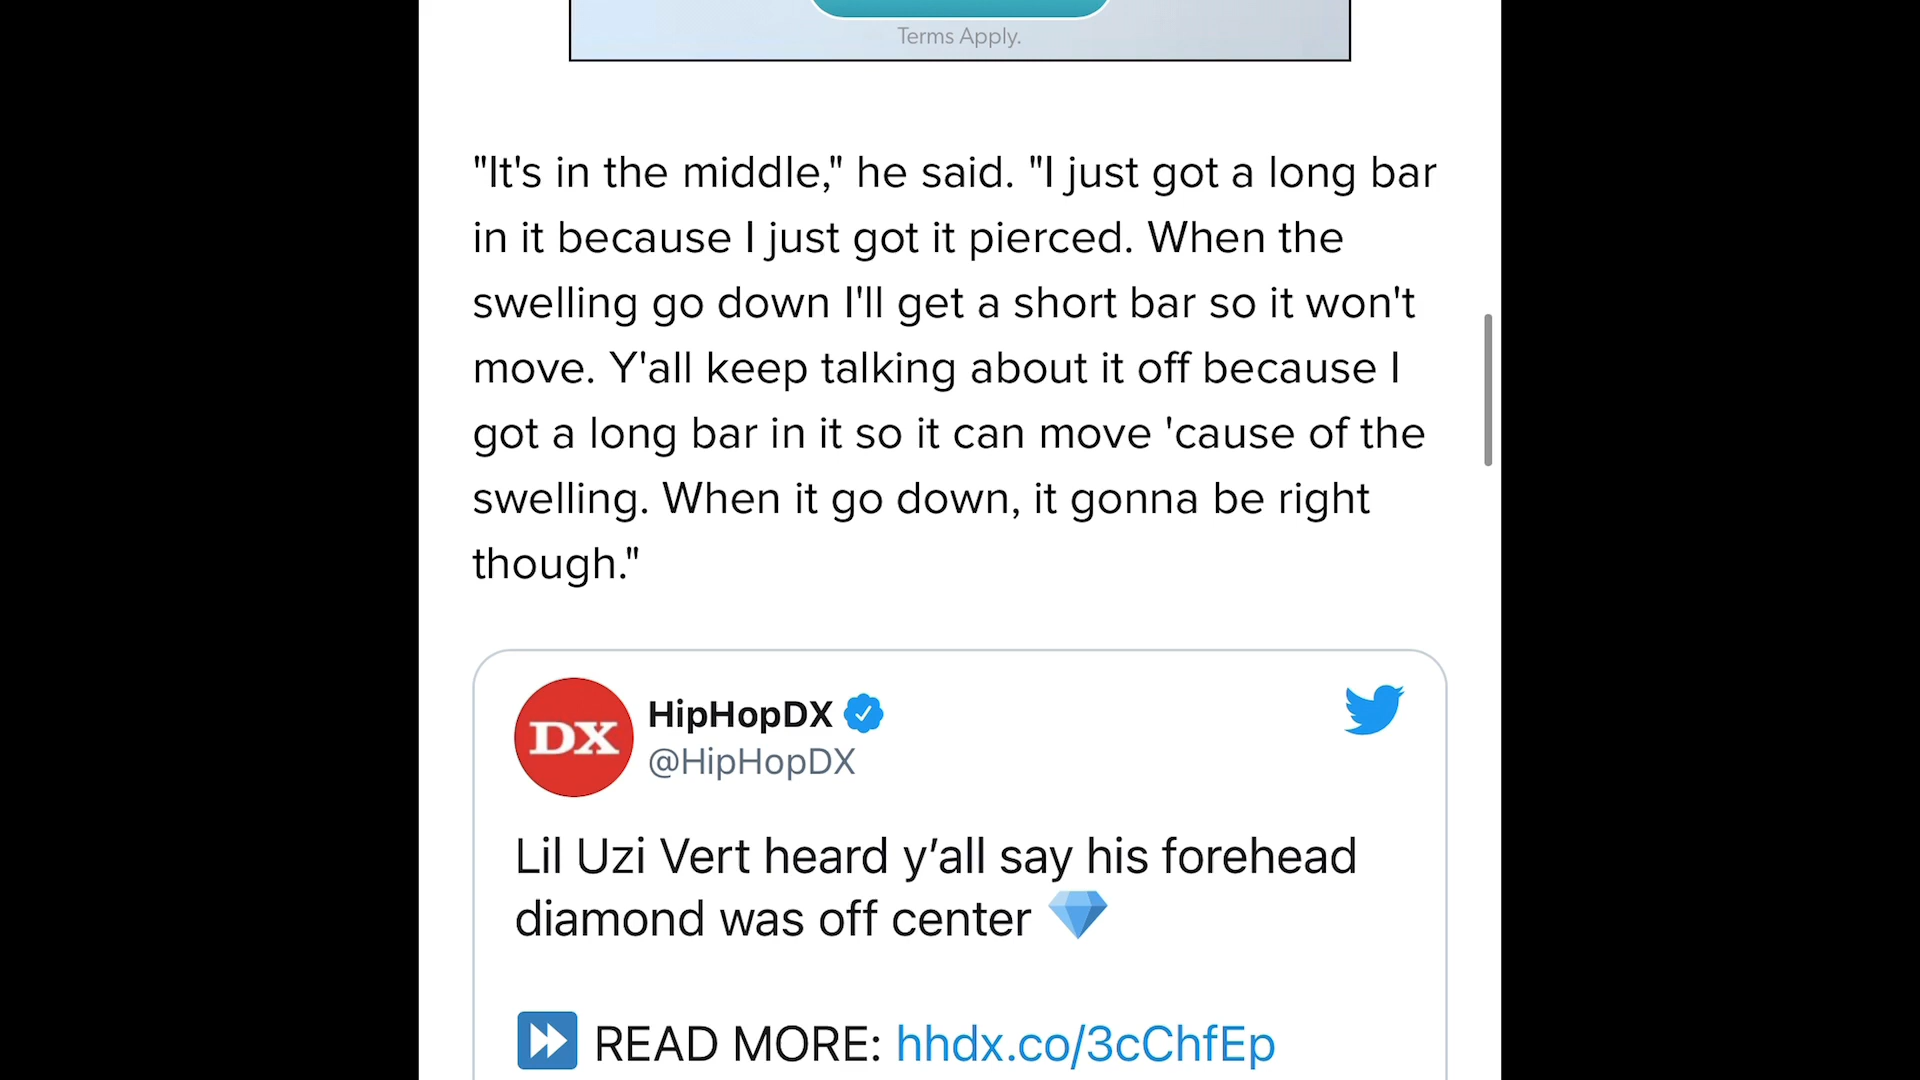 Terms Apply.
"It's in the middle," he said. "I just got a long bar
in it because I just got it pierced. When the
swelling go down I'll get a short bar so it won't
move. Y'all keep talking about it off because I
got a long bar in it so it can move 'cause of the
swelling. When it go down, it gonna be right
though."
DX
HipHopDX
@HipHopDX
Lil Uzi Vert heard y’all say his forehead
diamond was off center 💎
⏩ READ MORE: hhdx.co/3cChfEp